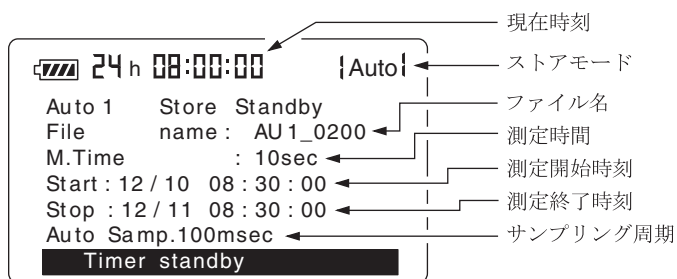 現在時刻
24 h 08:00:00 Auto ストアモード
Auto 1 Store Standby
File name : AU1_0200 ファイル名
M.Time : 10sec 測定時間
Start : 12 / 10 08 : 30 : 00 測定開始時刻
Stop : 12 / 11 08 : 30 : 00 測定終了時刻
Auto Samp.100msec サンプリング周期
Timer standby